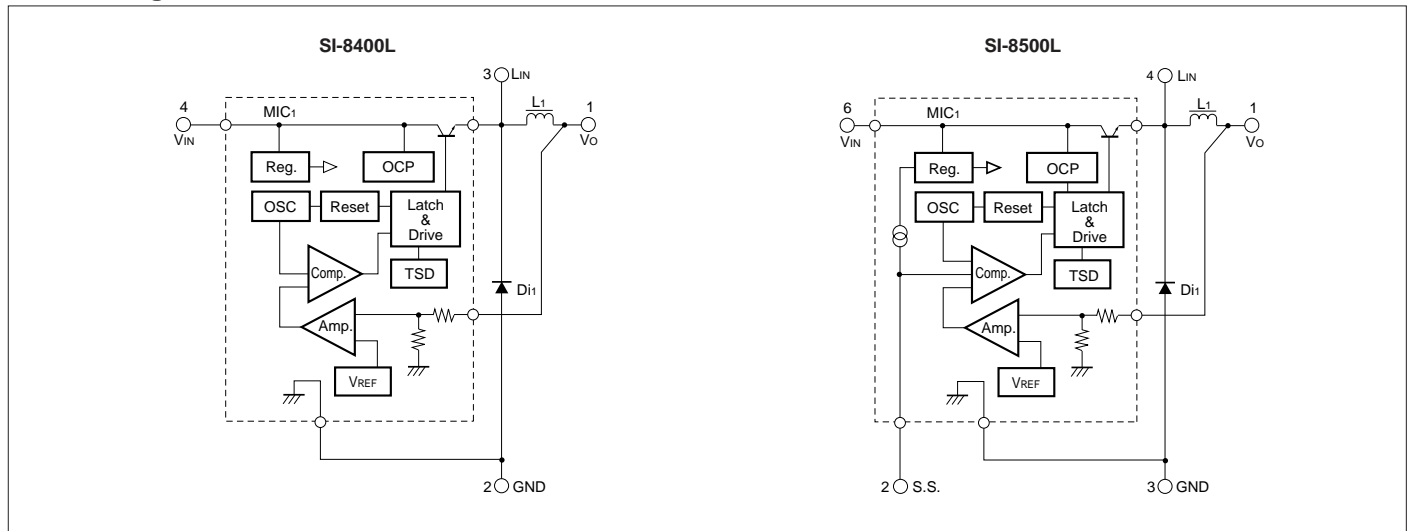 SI-8400L
3 LIN
4
VIN
MIC1
L1
1
VO
Reg.
OCP
OSC
Reset
Latch
&
Drive
Comp.
TSD
Di1
Amp.
VREF
2 GND
SI-8500L
4 LIN
6
VIN
MIC1
L1
1
VO
Reg.
OCP
OSC
Reset
Latch
&
Drive
Comp.
TSD
Di1
Amp.
VREF
2 S.S.
3 GND